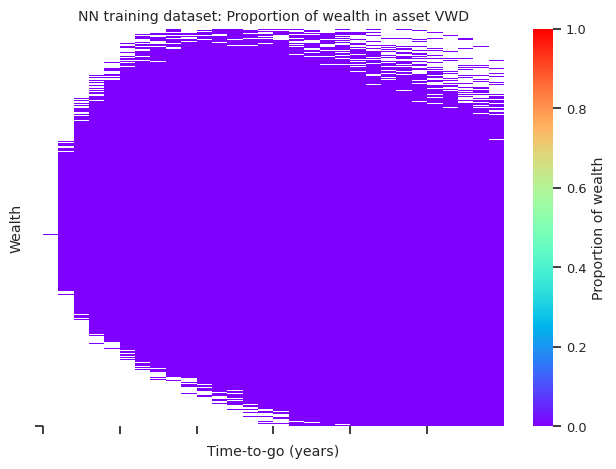 NN training dataset: Proportion of wealth in asset VWD
Wealth
Time-to-go (years)
1.0
0.8
0.6
0.4
0.2
0.0
Proportion of wealth